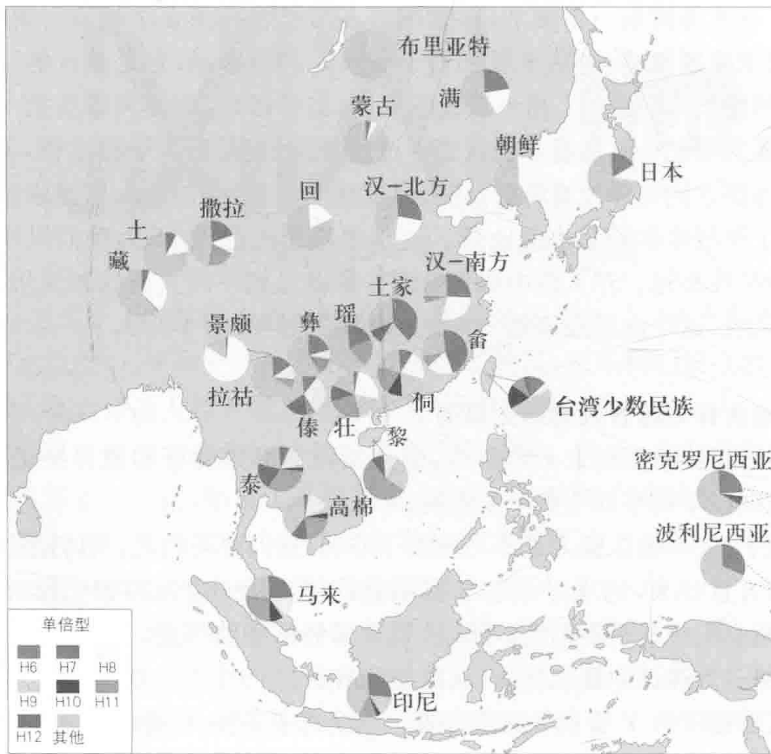 布里亚特
满
蒙古
朝鲜
日本
回
汉-北方
撒拉
土
藏
汉-南方
土家
瑶
彝
景颇
畲
拉祜
侗
台湾少数民族
傣
壮
黎
密克罗尼西亚
泰
高棉
波利尼西亚
马来
印尼
单倍型
H6 H7 H8
H9 H10 H11
H12 其他